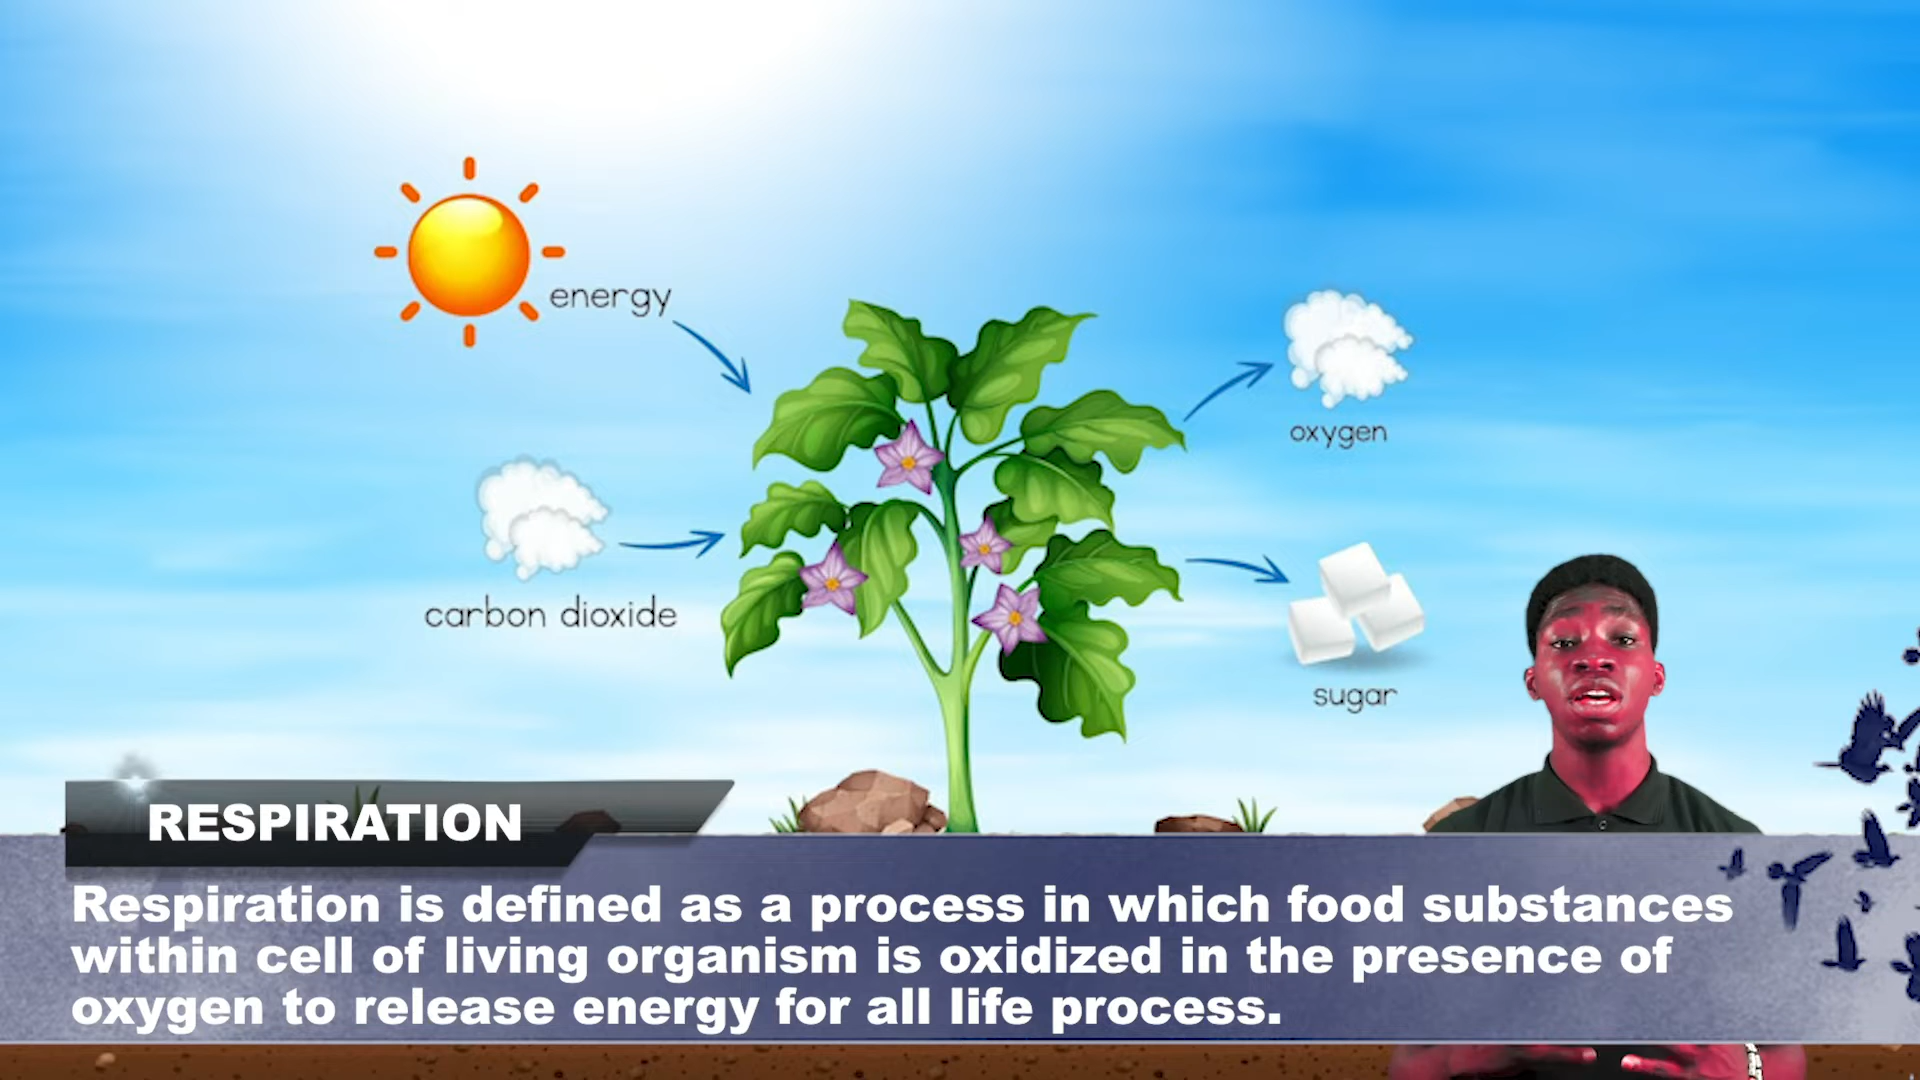 energy
oxygen
carbon dioxide
sugar
RESPIRATION
Respiration is defined as a process in which food substances
within cell of living organism is oxidized in the presence of
oxygen to release energy for all life process.